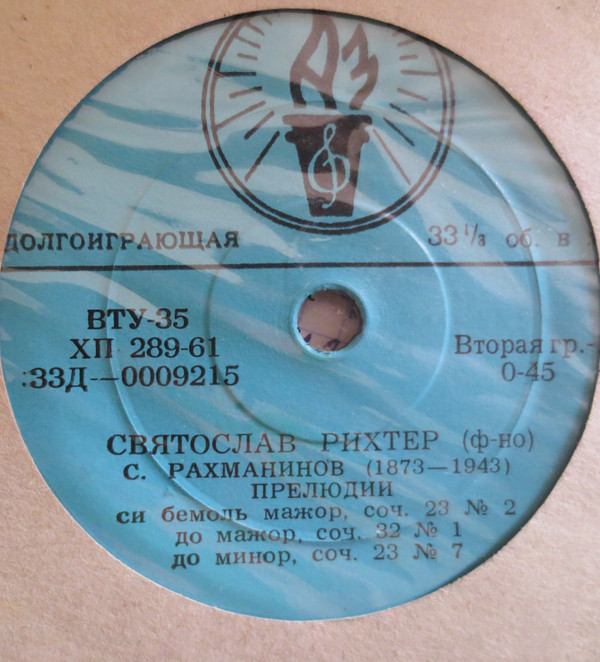 АЗ
ДОЛГОИГРАЮЩАЯ 33⅓ об. в
ВТУ-35
ХП 289-61
33Д—0009215
Вторая гр.-
0-45
СВЯТОСЛАВ РИХТЕР (ф-но)
С. РАХМАНИНОВ (1873—1943)
ПРЕЛЮДИИ
си бемоль мажор, соч. 23 № 2
до мажор, соч. 32 № 1
до минор, соч. 23 № 7